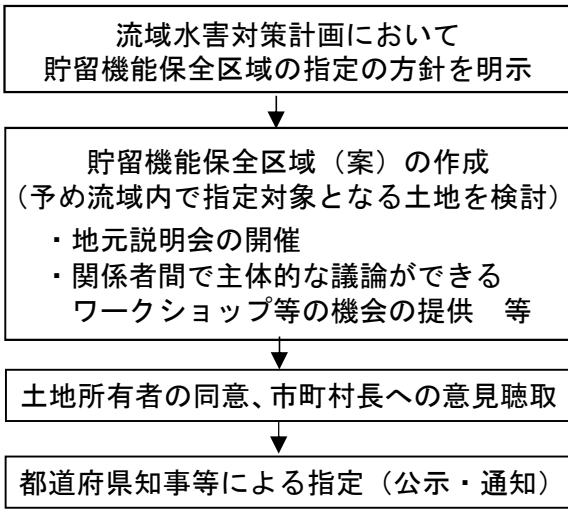 流域水害対策計画において
貯留機能保全区域の指定の方針を明示
貯留機能保全区域（案）の作成
（予め流域内で指定対象となる土地を検討）
・地元説明会の開催
・関係者間で主体的な議論ができる
ワークショップ等の機会の提供　等
土地所有者の同意、市町村長への意見聴取
都道府県知事等による指定（公示・通知）